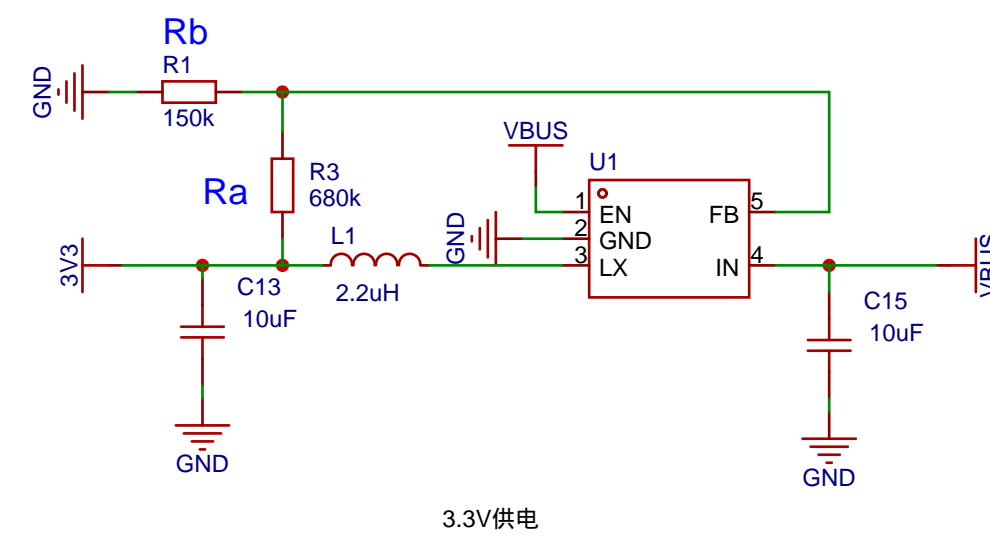 Rb
R1
GND
150k
VBUS
U1
R3
680k
Ra
1
EN
FB
5
GND
2
GND
L1
3V3
3
LX
IN
4
VBUS
C13
10uF
2.2uH
C15
10uF
GND
GND
3.3V供电